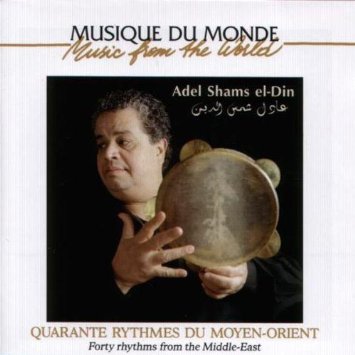 MUSIQUE DU MONDE
Music from the World
Adel Shams el-Din
عادل شمس الدين
QUARANTE RYTHMES DU MOYEN-ORIENT
Forty rhythms from the Middle-East